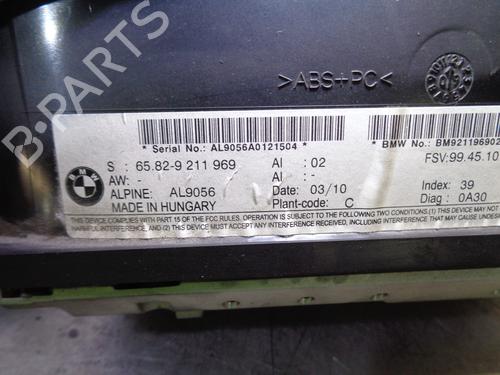 >ABS+PC<
* Serial No.: AL9056A0121504 *
* BMW No.: BM921196902
S : 65.82-9 211 969 AI : 02 FSV:99.45.10
AW:- AI : -
ALPINE: AL9056 Date : 03/10 Index: 39
MADE IN HUNGARY Plant-code: C Diag : 0A30
THIS DEVICE COMPLIES WITH PART 15 OF THE FCC RULES. OPERATION IS SUBJECT TO THE FOLLOWING TWO CONDITIONS:(1)THIS DEVICE MAY
INTERFERENCE, AND (2) THIS DEVICE MUST ACCEPT ANY INTERFERENCE RECEIVED, INCLUDING INTERFERENCE THAT MAY CAUSE UNDESIRED
BMW
B-PARTS